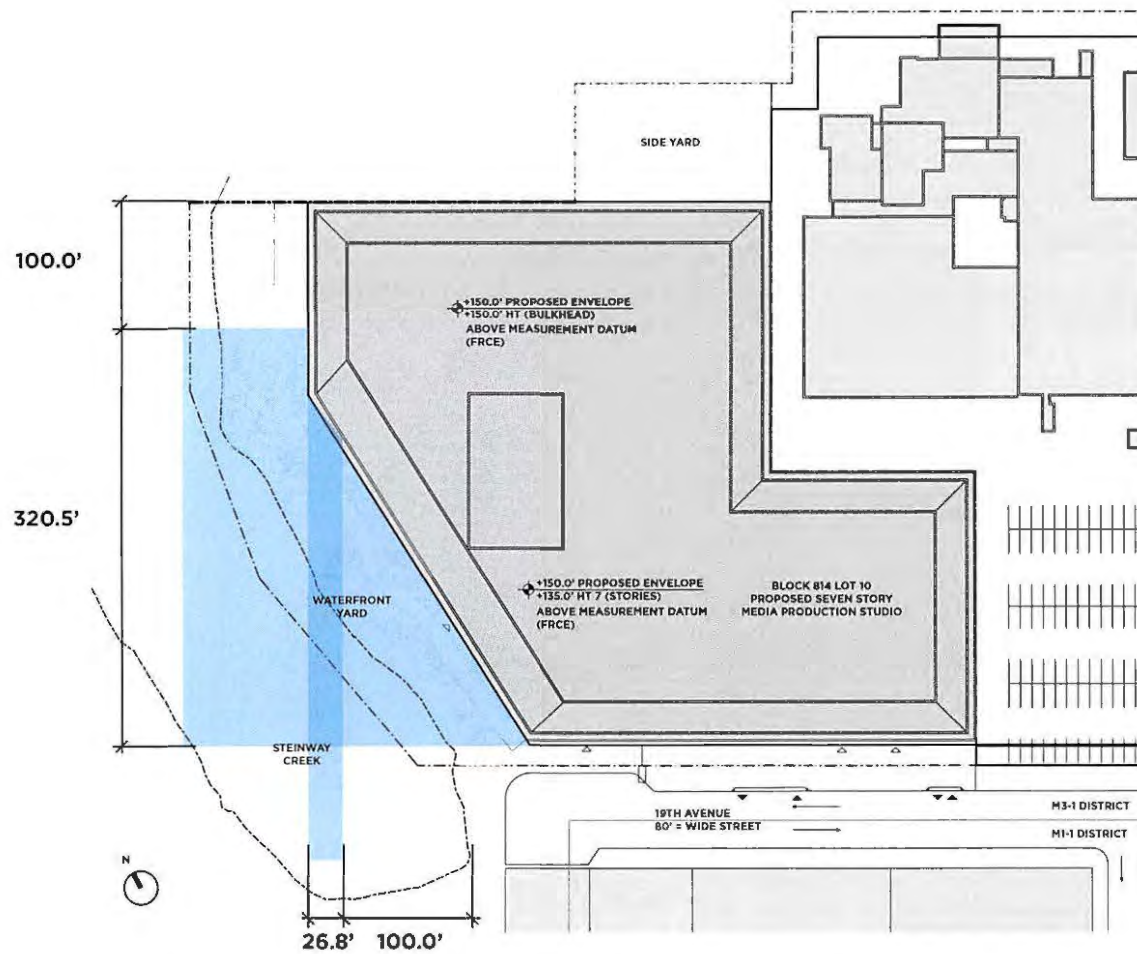 SIDE YARD
100.0'
+150.0' PROPOSED ENVELOPE
+150.0' HT (BULKHEAD)
ABOVE MEASUREMENT DATUM
(FRCE)
320.5'
+150.0' PROPOSED ENVELOPE
+135.0' HT 7 (STORIES)
ABOVE MEASUREMENT DATUM
(FRCE)
BLOCK 814 LOT 10
PROPOSED SEVEN STORY
MEDIA PRODUCTION STUDIO
WATERFRONT
YARD
STEINWAY
CREEK
19TH AVENUE
80' = WIDE STREET
M3-1 DISTRICT
M1-1 DISTRICT
N
26.8'
100.0'